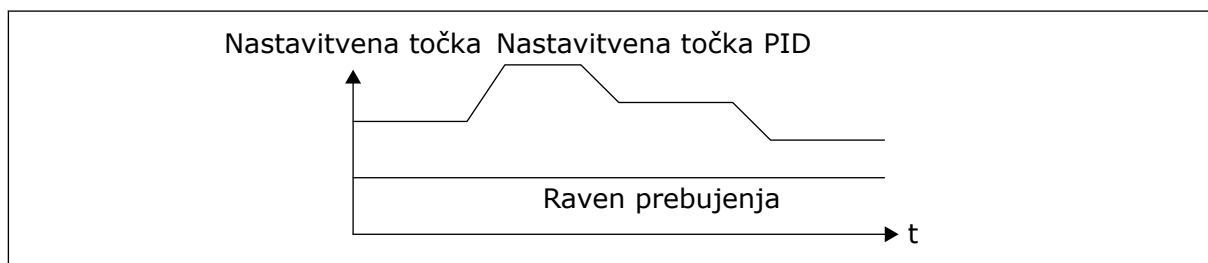 Nastavitvena točka
Nastavitvena točka PID
Raven prebujenja
t